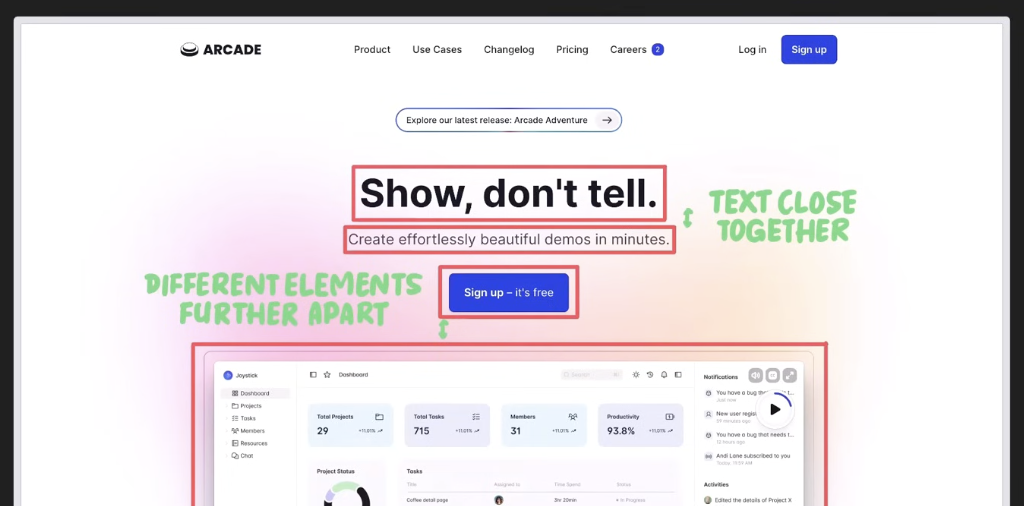 ARCADE
Product Use Cases Changelog Pricing Careers 2
Log in Sign up
Explore our latest release: Arcade Adventure →
Show, don't tell.
TEXT CLOSE
TOGETHER
Create effortlessly beautiful demos in minutes.
DIFFERENT ELEMENTS
FURTHER APART
Sign up – it's free
Joystick
Dashboard
Projects
Tasks
Members
Resources
Chat
Dashboard
Search
Total Projects
29 +11,01%
Total Tasks
715 +11,01%
Members
31 +11,01%
Productivity
93.8% +11,01%
Project Status
Tasks
Title Assigned to Time Spend Status
Coffee detail page 3hr 20min In Progress
Notifications
You have a bug that needs t...
Just now
New user regis
59 minutes ago
You have a bug that needs t...
12 hours ago
Andi Lane subscribed to you
Today, 11:59 AM
Activities
Edited the details of Project X